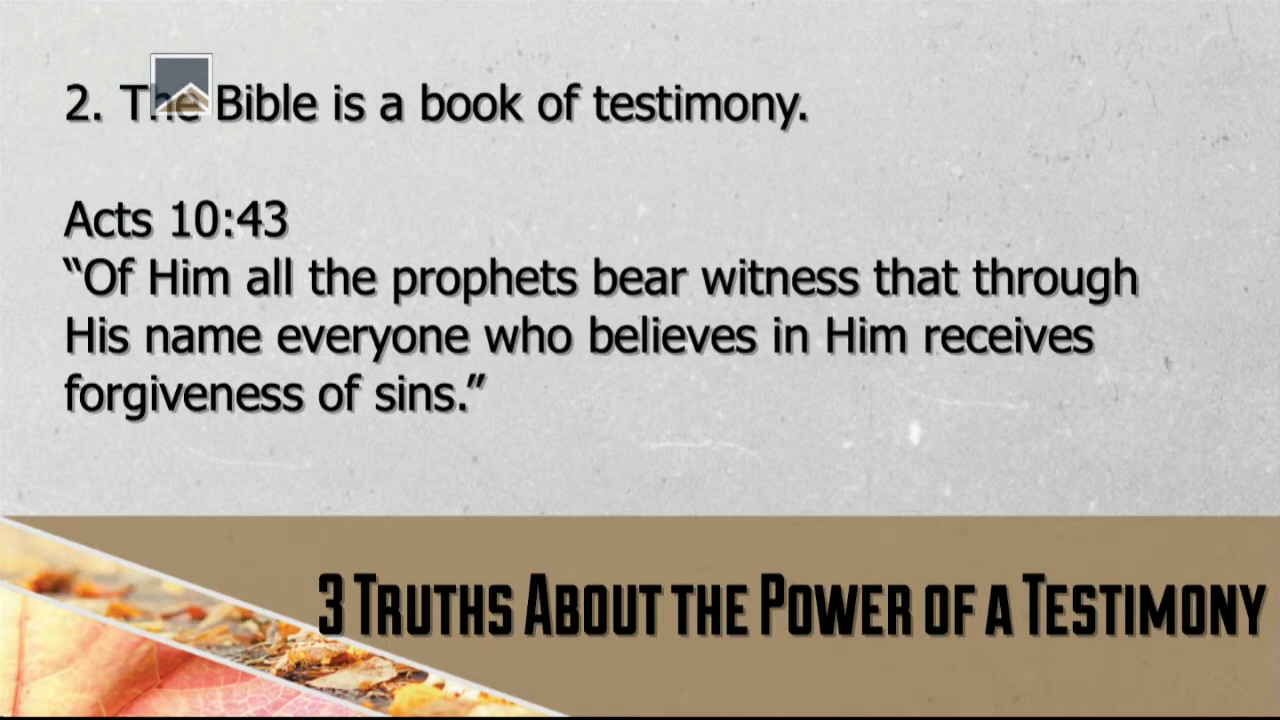 2. The Bible is a book of testimony.
Acts 10:43
“Of Him all the prophets bear witness that through
His name everyone who believes in Him receives
forgiveness of sins.”
3 Truths About the Power of a Testimony